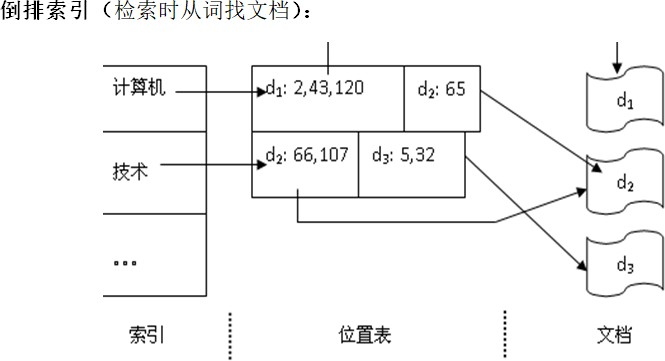 倒排索引（检索时从词找文档）：
计算机 d₁: 2,43,120 d₂: 65 d₁
技术 d₂: 66,107 d₃: 5,32 d₂
... d₃
索引 位置表 文档